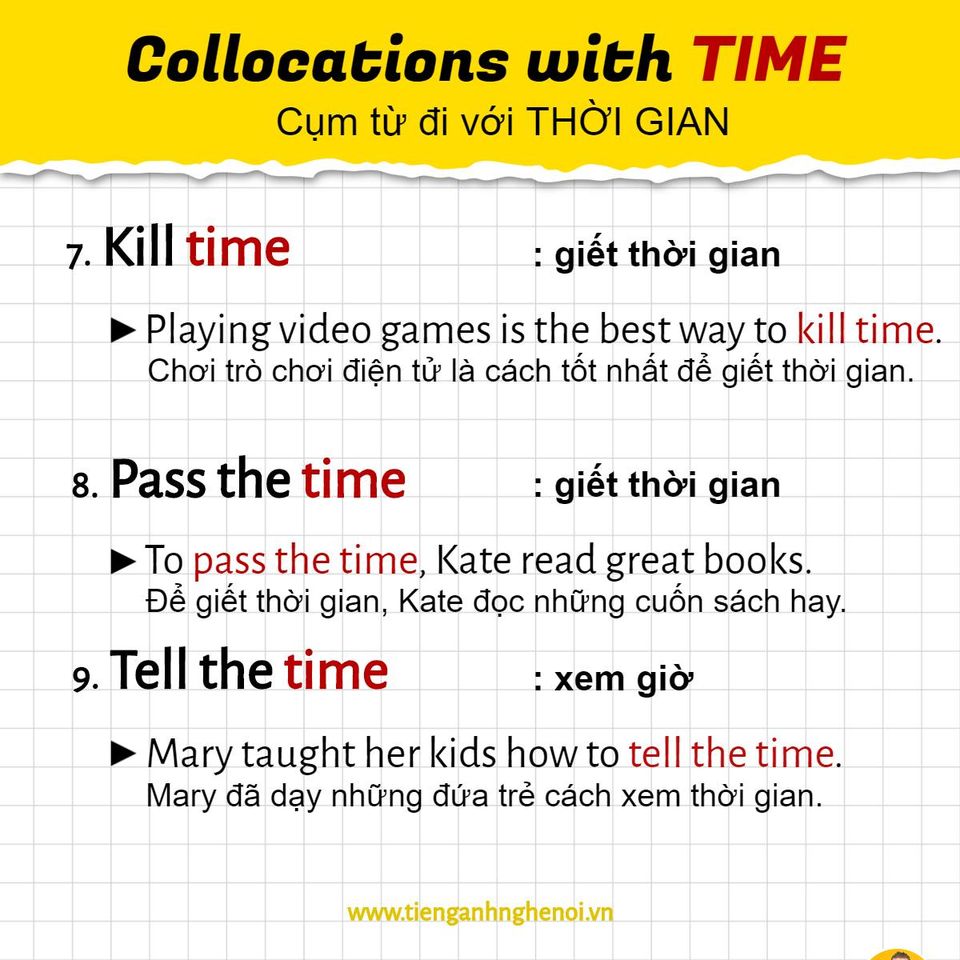 Collocations with TIME
Cụm từ đi với THỜI GIAN
7. Kill time : giết thời gian
► Playing video games is the best way to kill time.
Chơi trò chơi điện tử là cách tốt nhất để giết thời gian.
8. Pass the time : giết thời gian
► To pass the time, Kate read great books.
Để giết thời gian, Kate đọc những cuốn sách hay.
9. Tell the time : xem giờ
► Mary taught her kids how to tell the time.
Mary đã dạy những đứa trẻ cách xem thời gian.
www.tienganhnghenoi.vn